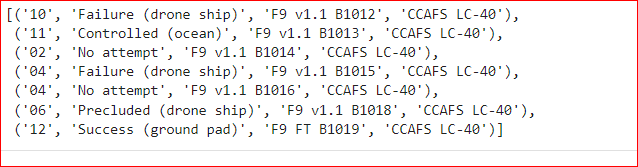 [('10', 'Failure (drone ship)', 'F9 v1.1 B1012', 'CCAFS LC-40'),
('11', 'Controlled (ocean)', 'F9 v1.1 B1013', 'CCAFS LC-40'),
('02', 'No attempt', 'F9 v1.1 B1014', 'CCAFS LC-40'),
('04', 'Failure (drone ship)', 'F9 v1.1 B1015', 'CCAFS LC-40'),
('04', 'No attempt', 'F9 v1.1 B1016', 'CCAFS LC-40'),
('06', 'Precluded (drone ship)', 'F9 v1.1 B1018', 'CCAFS LC-40'),
('12', 'Success (ground pad)', 'F9 FT B1019', 'CCAFS LC-40')]